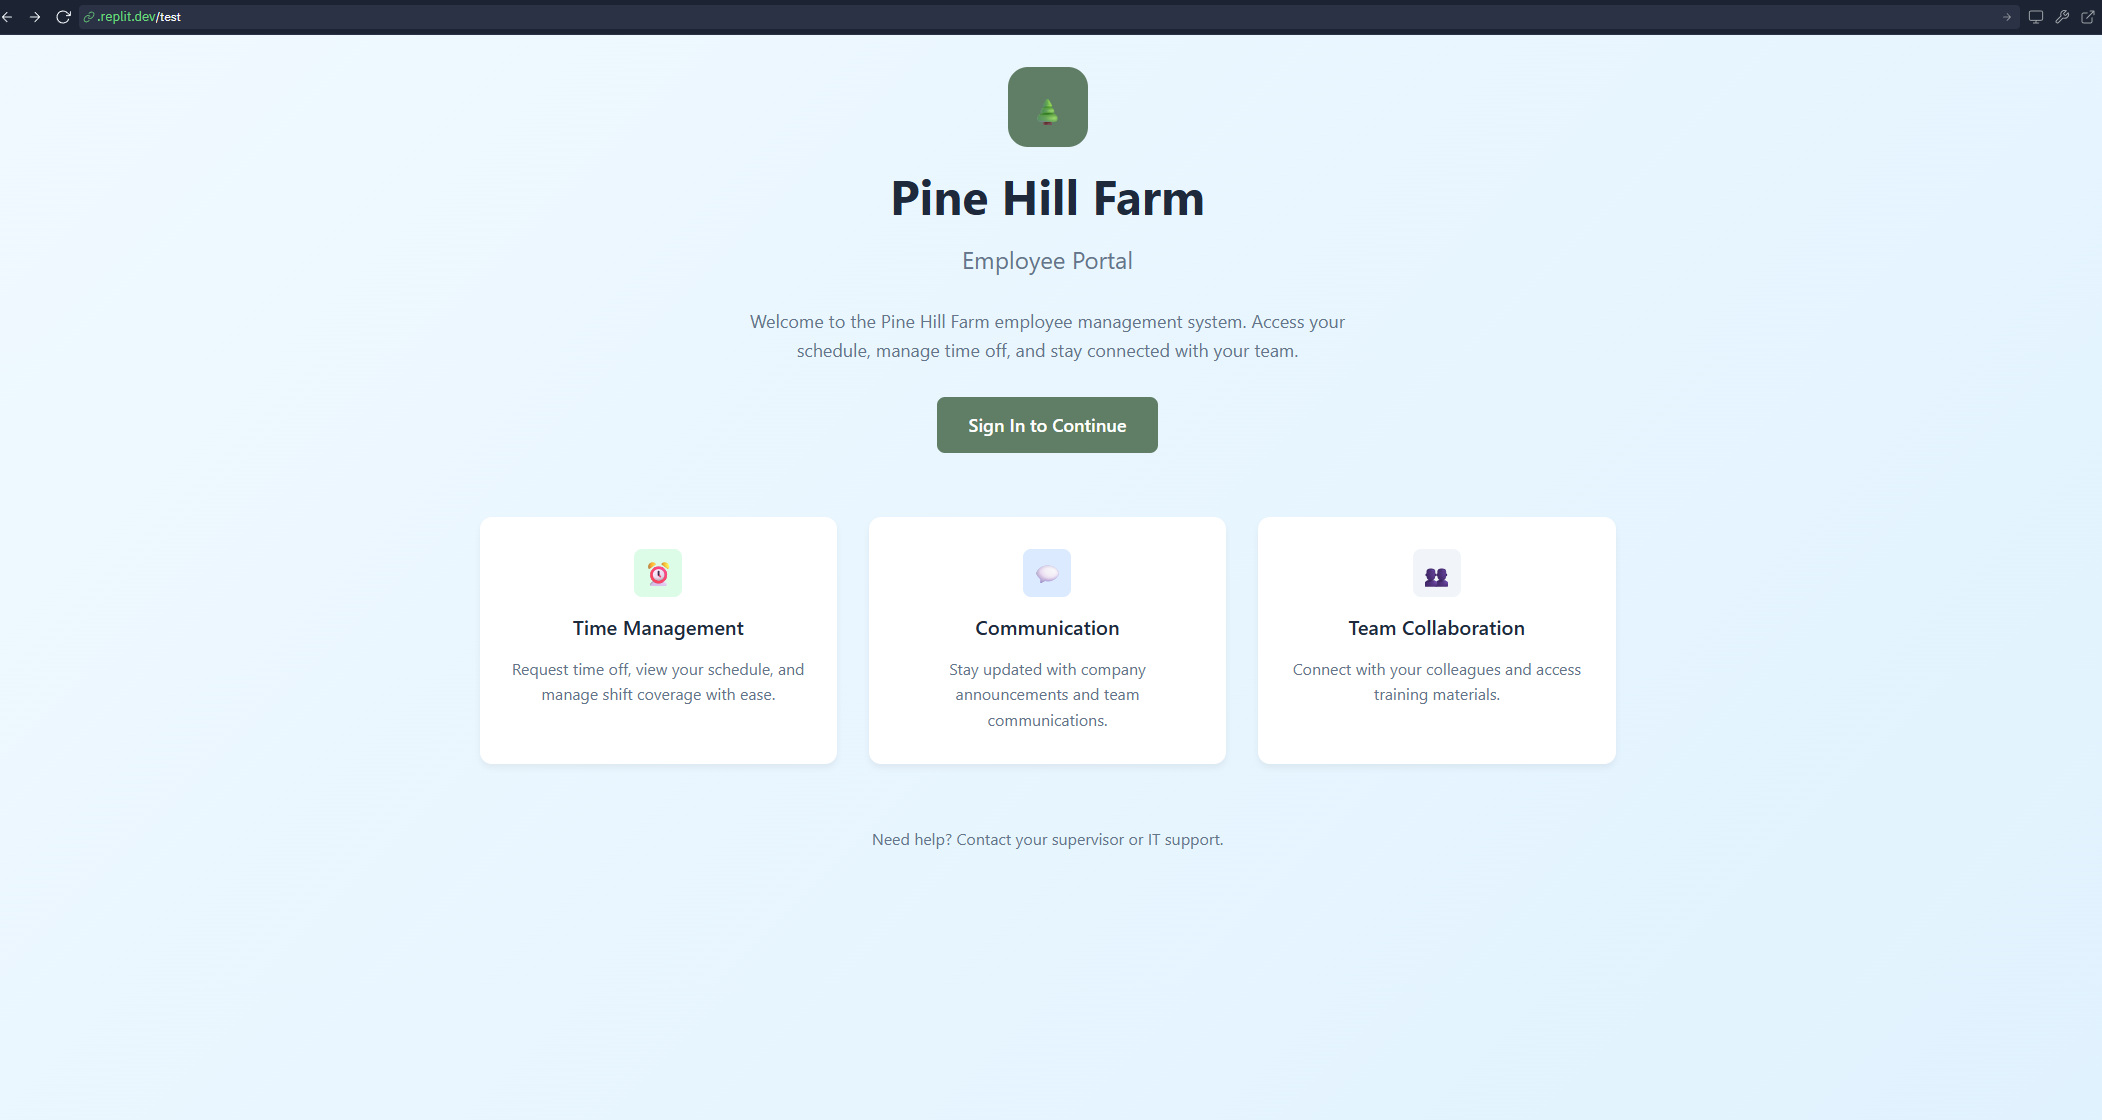 .replit.dev/test
Pine Hill Farm
Employee Portal
Welcome to the Pine Hill Farm employee management system. Access your
schedule, manage time off, and stay connected with your team.
Sign In to Continue
Time Management
Request time off, view your schedule, and
manage shift coverage with ease.
Communication
Stay updated with company
announcements and team
communications.
Team Collaboration
Connect with your colleagues and access
training materials.
Need help? Contact your supervisor or IT support.